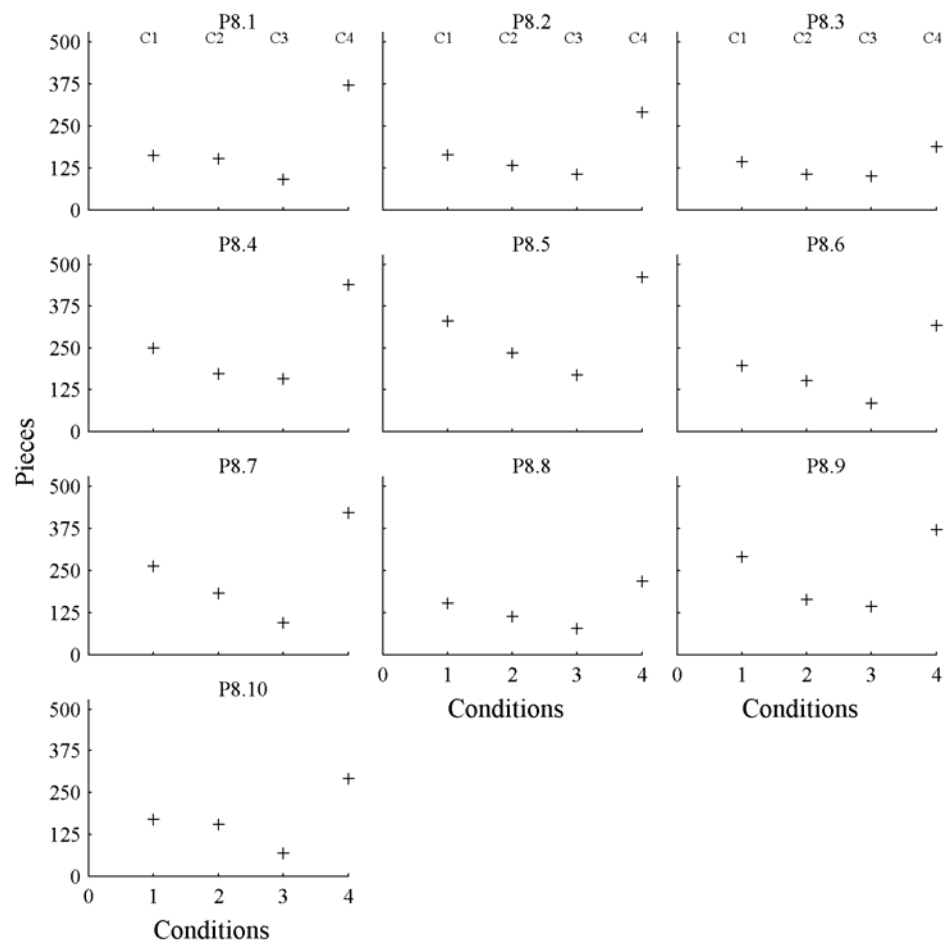 P8.1 P8.2 P8.3
500 C1 C2 C3 C4 C1 C2 C3 C4 C1 C2 C3 C4
375
250
125
0
P8.4 P8.5 P8.6
500
375
250
125
0
Pieces
P8.7 P8.8 P8.9
500
375
250
125
0
0 1 2 3 4 0 1 2 3 4
Conditions Conditions
P8.10
500
375
250
125
0
0 1 2 3 4
Conditions